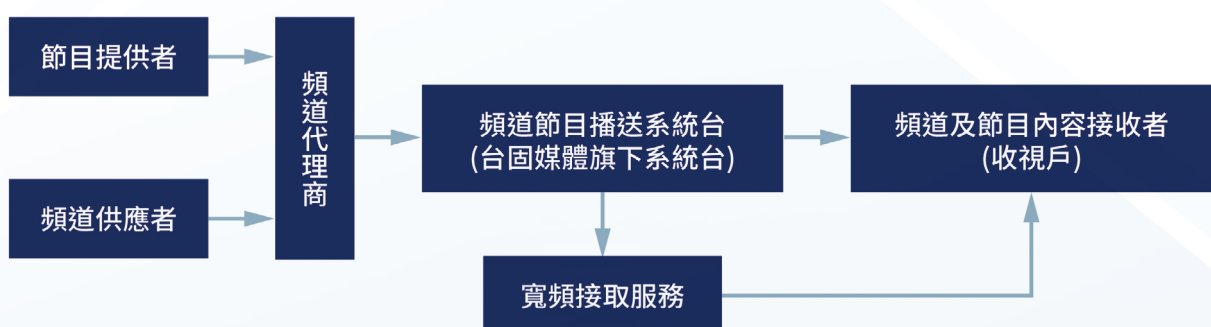 節目提供者
頻道供應者
頻道代理商
頻道節目播送系統台
(台固媒體旗下系統台)
寬頻接取服務
頻道及節目內容接收者
(收視戶)